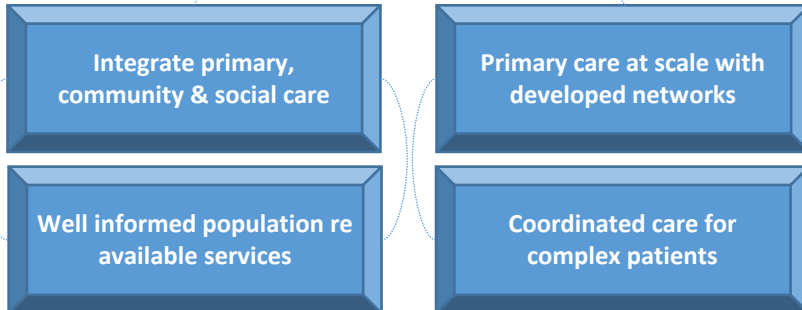 Integrate primary,
community & social care
Primary care at scale with
developed networks
Well informed population re
available services
Coordinated care for
complex patients